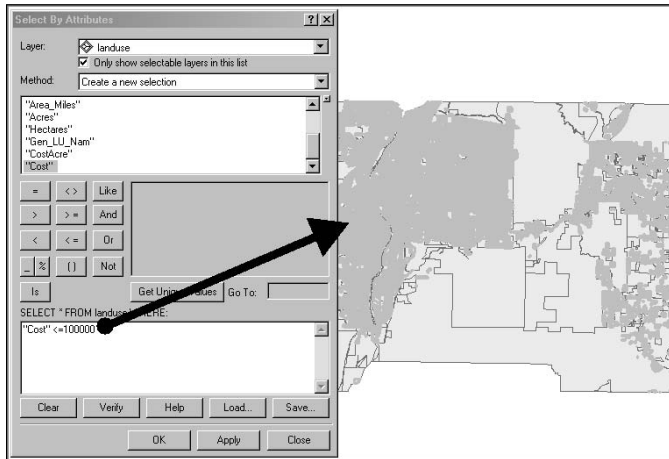 Select By Attributes
Layer: landuse
Only show selectable layers in this list
Method: Create a new selection
"Area_Miles"
"Acres"
"Hectares"
"Gen_LU_Nam"
"CostAcre"
"Cost"
= <> Like
> >= And
< <= Or
_ % () Not
Is Get Values Go To:
SELECT * FROM landuse
"Cost" <=100000
Clear Verify Help Load... Save...
OK Apply Close